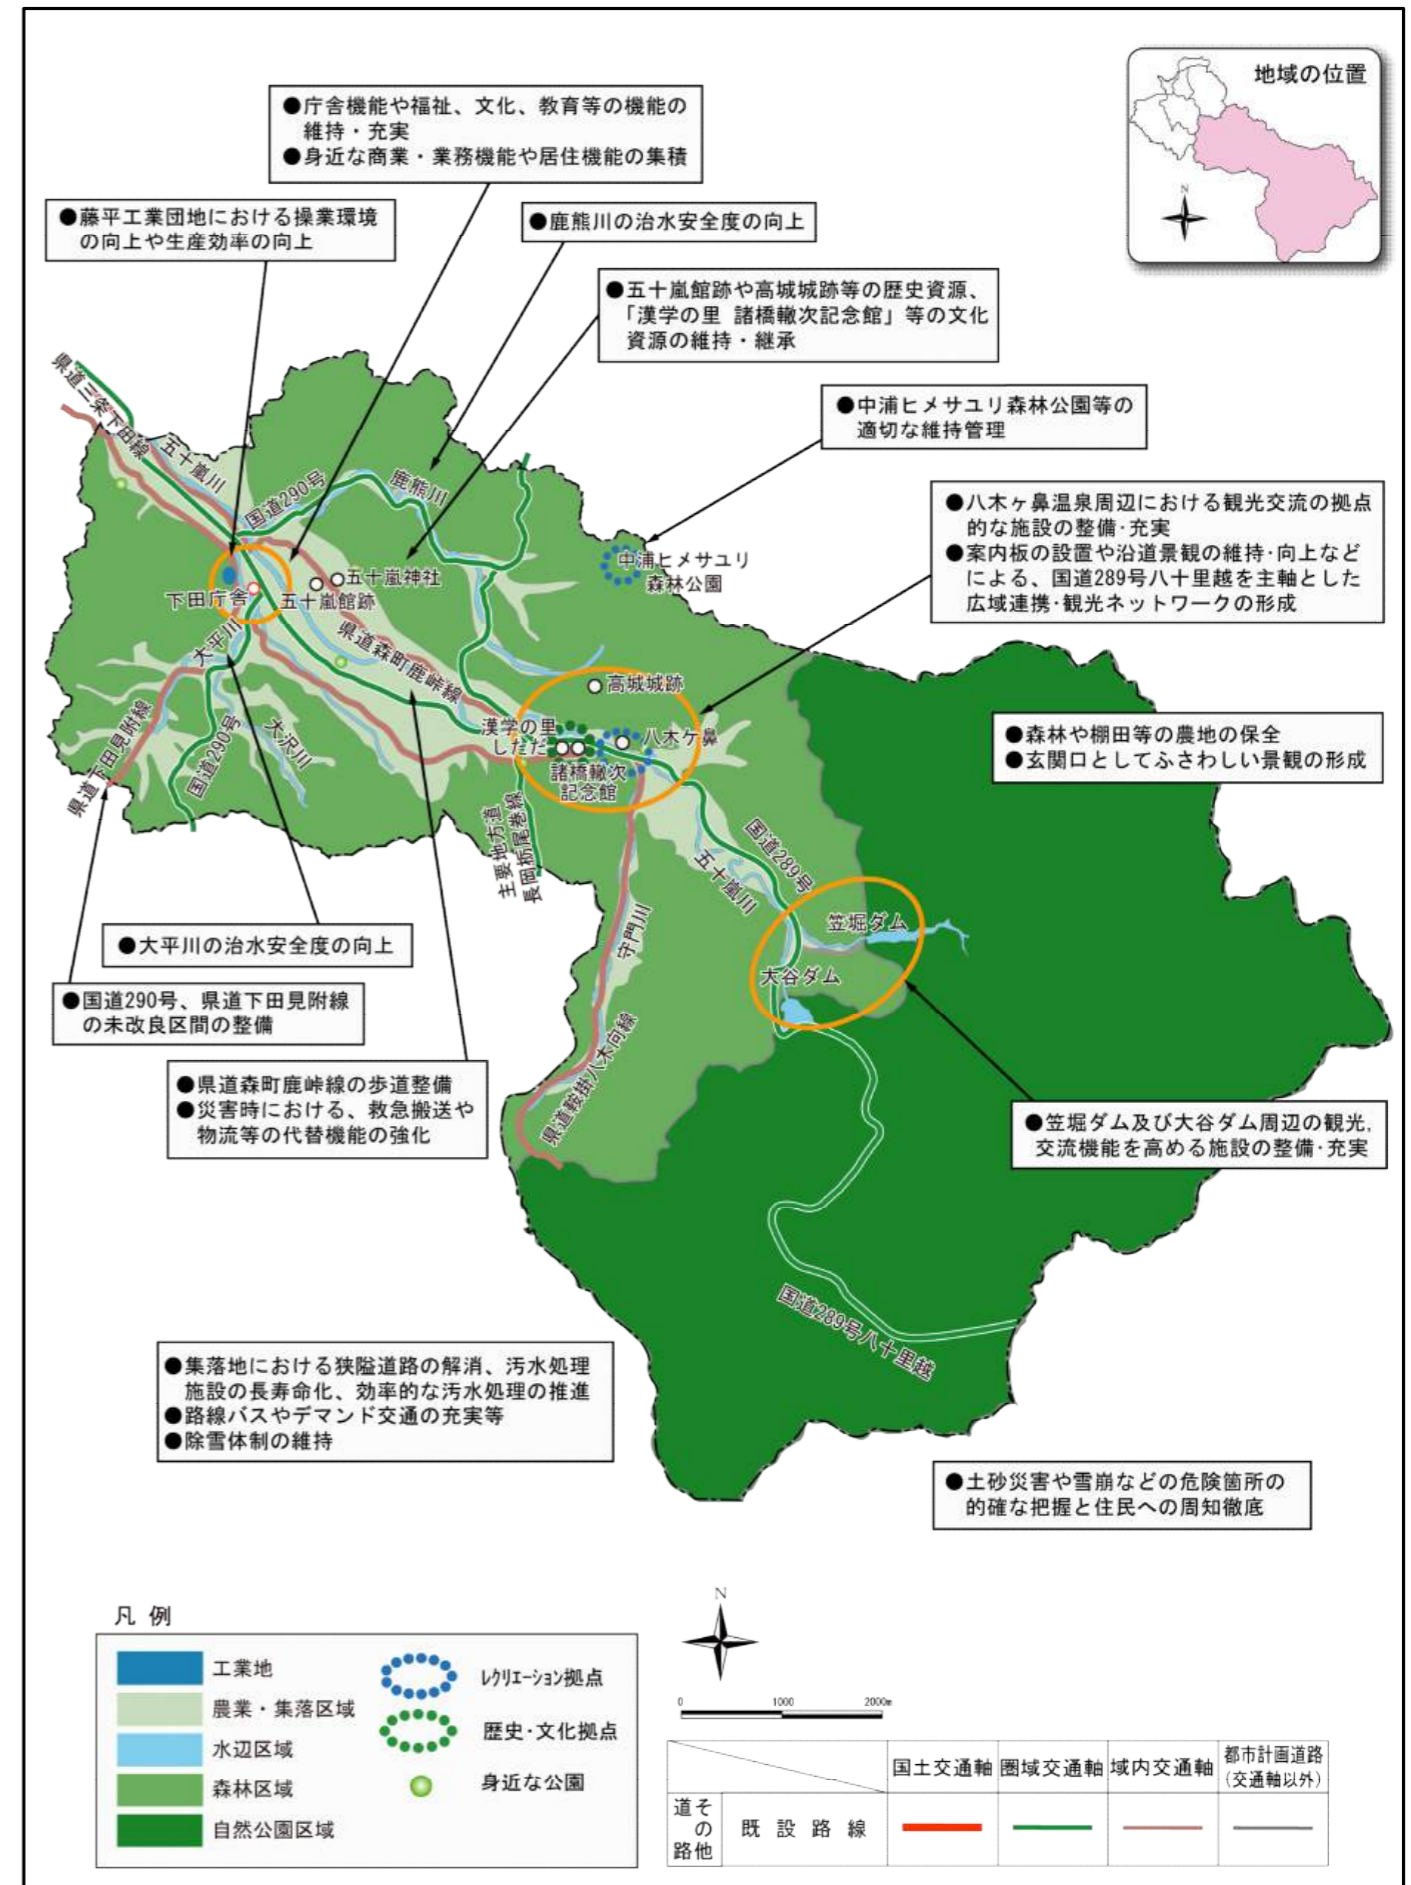 地域の位置
N
●庁舎機能や福祉、文化、教育等の機能の
維持・充実
●身近な商業・業務機能や居住機能の集積
●藤平工業団地における操業環境
の向上や生産効率の向上
●鹿熊川の治水安全度の向上
●五十嵐館跡や高城城跡等の歴史資源、
「漢学の里 諸橋轍次記念館」等の文化
資源の維持・継承
●中浦ヒメサユリ森林公園等の
適切な維持管理
●八木ヶ鼻温泉周辺における観光交流の拠点
的な施設の整備・充実
●案内板の設置や沿道景観の維持・向上など
による、国道289号八十里越を主軸とした
広域連携・観光ネットワークの形成
●森林や棚田等の農地の保全
●玄関口としてふさわしい景観の形成
県道三条下田線
五十嵐川
国道290号
鹿熊川
中浦ヒメサユリ
森林公園
五十嵐神社
下田庁舎
五十嵐館跡
大平川
県道森町鹿峠線
高城城跡
漢学の里
しただ
八木ケ鼻
諸橋轍次
記念館
県道下田見附線
国道290号
大沢川
主要地方道
長岡栃尾巻線
国道289号
五十嵐川
守門川
笠堀ダム
大谷ダム
県道鞍掛八木向線
国道289号八十里越
●大平川の治水安全度の向上
●国道290号、県道下田見附線
の未改良区間の整備
●県道森町鹿峠線の歩道整備
●災害時における、救急搬送や
物流等の代替機能の強化
●笠堀ダム及び大谷ダム周辺の観光,
交流機能を高める施設の整備・充実
●集落地における狭隘道路の解消、汚水処理
施設の長寿命化、効率的な汚水処理の推進
●路線バスやデマンド交通の充実等
●除雪体制の維持
●土砂災害や雪崩などの危険箇所の
的確な把握と住民への周知徹底
凡 例
工業地
農業・集落区域
水辺区域
森林区域
自然公園区域
ﾚｸﾘｴｰｼｮﾝ拠点
歴史・文化拠点
身近な公園
N
0 1000 2000m
国土交通軸 圏域交通軸 域内交通軸 都市計画道路
(交通軸以外)
その他
道路
既設路線